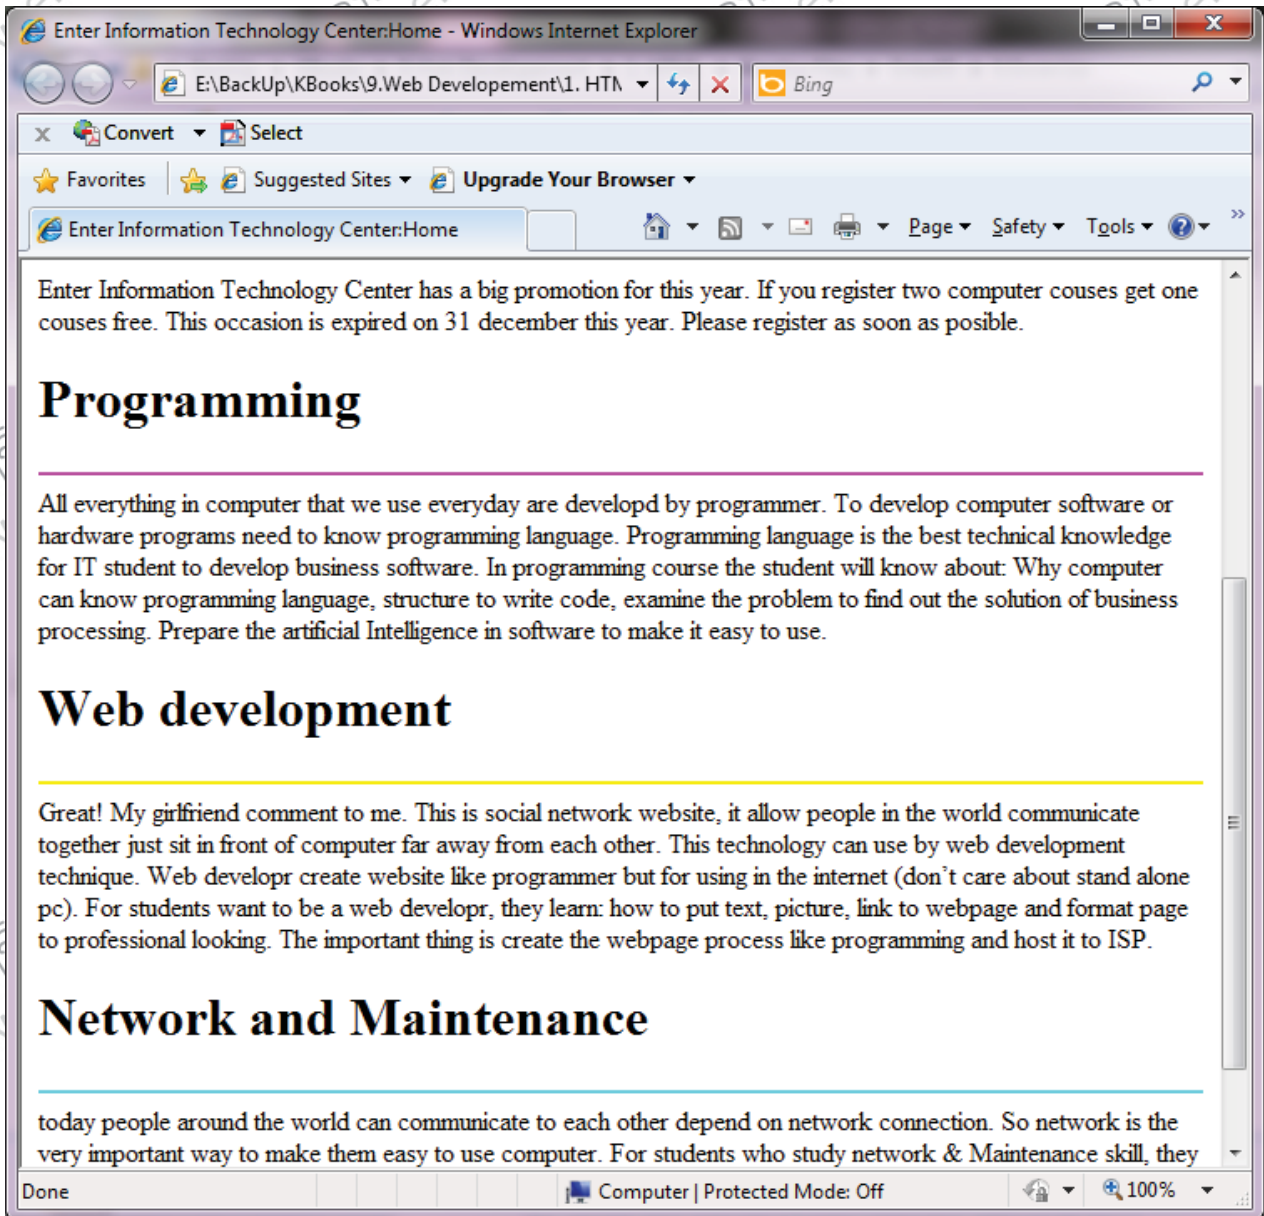 Enter Information Technology Center:Home - Windows Internet Explorer
E:\BackUp\KBooks\9.Web Developement\1. HTM
Bing
x Convert Select
Favorites Suggested Sites Upgrade Your Browser
Enter Information Technology Center:Home Page Safety Tools
Enter Information Technology Center has a big promotion for this year. If you register two computer couses get one
couses free. This occasion is expired on 31 december this year. Please register as soon as posible.
Programming
All everything in computer that we use everyday are developd by programmer. To develop computer software or
hardware programs need to know programming language. Programming language is the best technical knowledge
for IT student to develop business software. In programming course the student will know about: Why computer
can know programming language, structure to write code, examine the problem to find out the solution of business
processing. Prepare the artificial Intelligence in software to make it easy to use.
Web development
Great! My girlfriend comment to me. This is social network website, it allow people in the world communicate
together just sit in front of computer far away from each other. This technology can use by web development
technique. Web developr create website like programmer but for using in the internet (don't care about stand alone
pc). For students want to be a web developr, they learn: how to put text, picture, link to webpage and format page
to professional looking. The important thing is create the webpage process like programming and host it to ISP.
Network and Maintenance
today people around the world can communicate to each other depend on network connection. So network is the
very important way to make them easy to use computer. For students who study network & Maintenance skill, they
Done Computer | Protected Mode: Off 100%